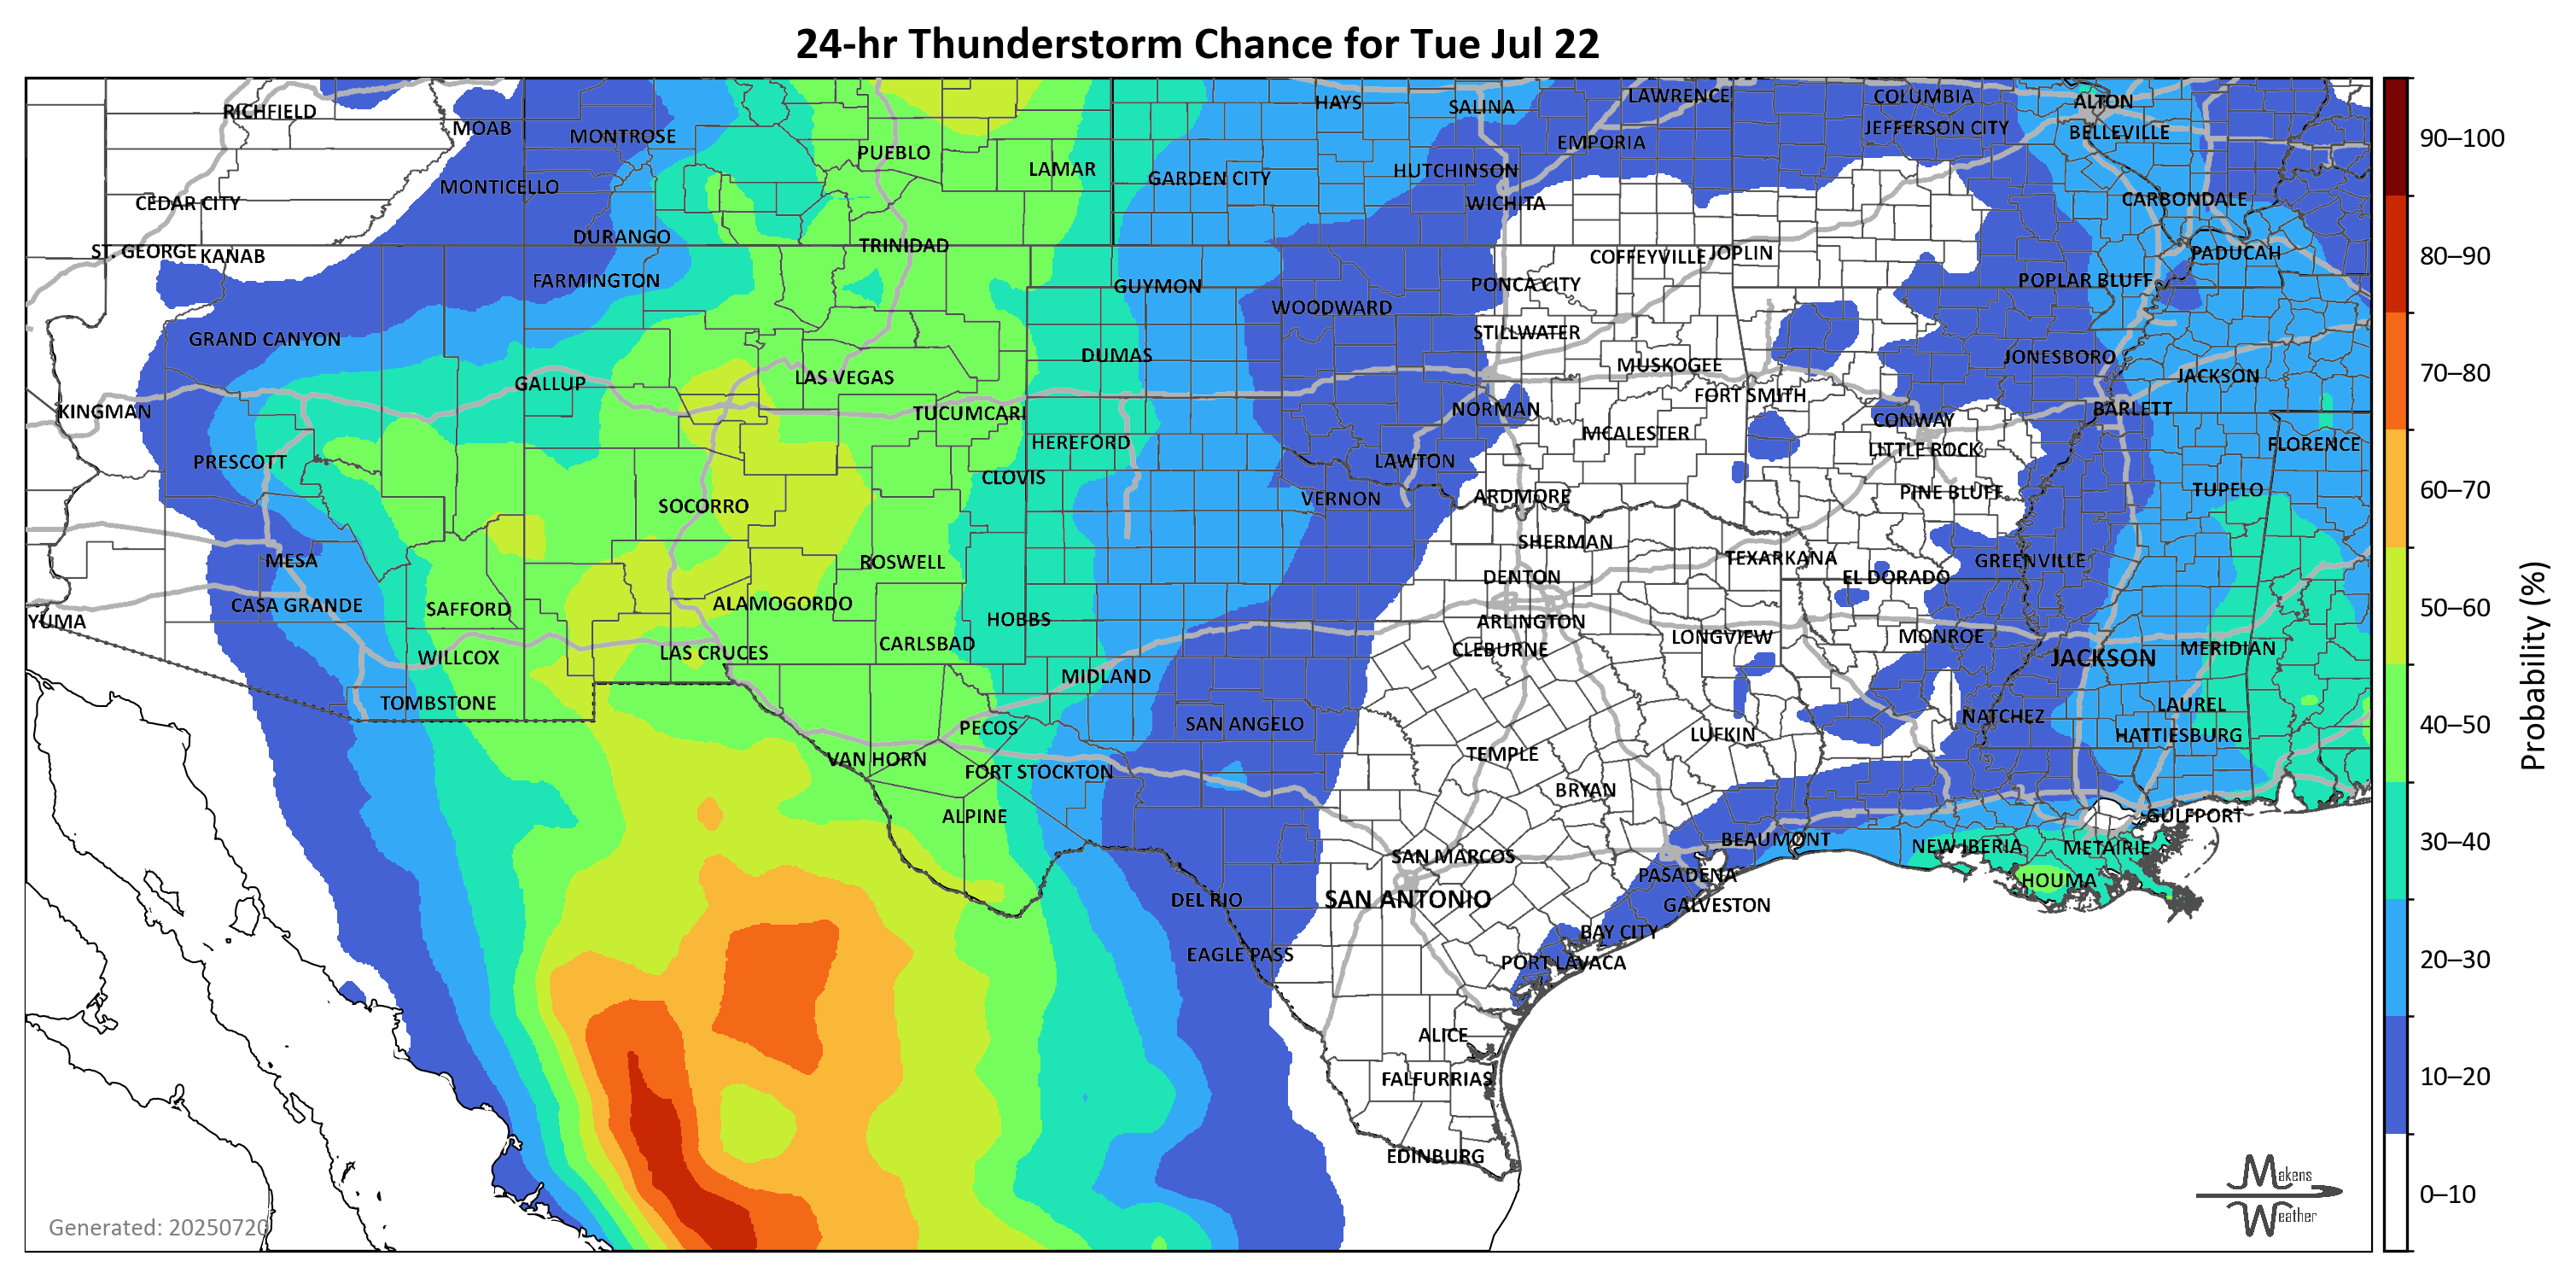 24-hr Thunderstorm Chance for Tue Jul 22
RICHFIELD
MOAB
MONTROSE
PUEBLO
LAMAR
HAYS
SALINA
LAWRENCE
COLUMBIA
ALTON
EMPORIA
JEFFERSON CITY
BELLEVILLE
90–100
CEDAR CITY
MONTICELLO
GARDEN CITY
HUTCHINSON
WICHITA
CARBONDALE
ST. GEORGE
KANAB
DURANGO
TRINIDAD
COFFEYVILLE
JOPLIN
PADUCAH
80–90
FARMINGTON
GUYMON
WOODWARD
PONCA CITY
POPLAR BLUFF
GRAND CANYON
DUMAS
STILLWATER
MUSKOGEE
JONESBORO
JACKSON
70–80
KINGMAN
GALLUP
LAS VEGAS
TUCUMCARI
NORMAN
FORT SMITH
CONWAY
BARLETT
PRESCOTT
HEREFORD
CLOVIS
LAWTON
MCALESTER
LITTLE ROCK
FLORENCE
SOCORRO
VERNON
ARDMORE
PINE BLUFF
TUPELO
60–70
MESA
ROSWELL
SHERMAN
DENTON
TEXARKANA
EL DORADO
GREENVILLE
CASA GRANDE
SAFFORD
ALAMOGORDO
HOBBS
ARLINGTON
50–60
YUMA
WILLCOX
LAS CRUCES
CARLSBAD
CLEBURNE
LONGVIEW
MONROE
JACKSON
MERIDIAN
TOMBSTONE
MIDLAND
PECOS
SAN ANGELO
TEMPLE
LUFKIN
NATCHEZ
LAUREL
HATTIESBURG
40–50
Probability (%)
VAN HORN
FORT STOCKTON
BRYAN
ALPINE
SAN MARCOS
BEAUMONT
NEW IBERIA
METAIRIE
GULFPORT
30–40
DEL RIO
SAN ANTONIO
PASADENA
GALVESTON
HOUMA
EAGLE PASS
BAY CITY
PORT LAVACA
20–30
ALICE
FALFURRIAS
10–20
EDINBURG
Makens
Weather
0–10
Generated: 20250720